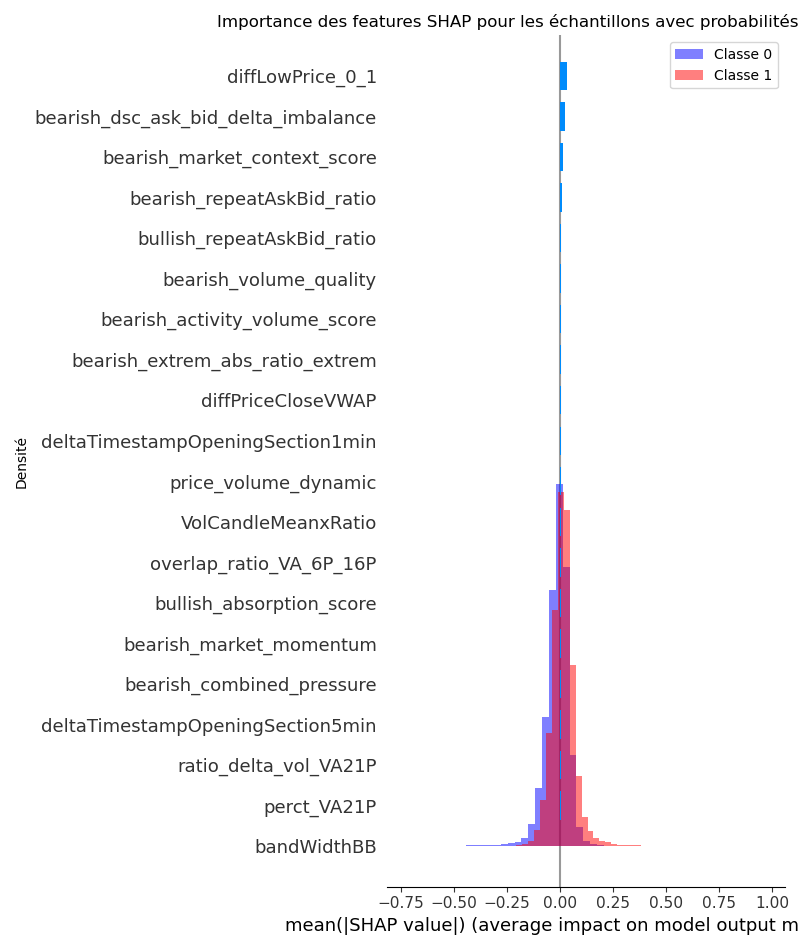 Importance des features SHAP pour les échantillons avec probabilités
Classe 0
Classe 1
diffLowPrice_0_1
bearish_dsc_ask_bid_delta_imbalance
bearish_market_context_score
bearish_repeatAskBid_ratio
bullish_repeatAskBid_ratio
bearish_volume_quality
bearish_activity_volume_score
bearish_extrem_abs_ratio_extrem
diffPriceCloseVWAP
deltaTimestampOpeningSection1min
price_volume_dynamic
VolCandleMeanxRatio
overlap_ratio_VA_6P_16P
bullish_absorption_score
bearish_market_momentum
bearish_combined_pressure
deltaTimestampOpeningSection5min
ratio_delta_vol_VA21P
perct_VA21P
bandWidthBB
Densité
−0.75 −0.50 −0.25 0.00 0.25 0.50 0.75 1.00
mean(|SHAP value|) (average impact on model output m